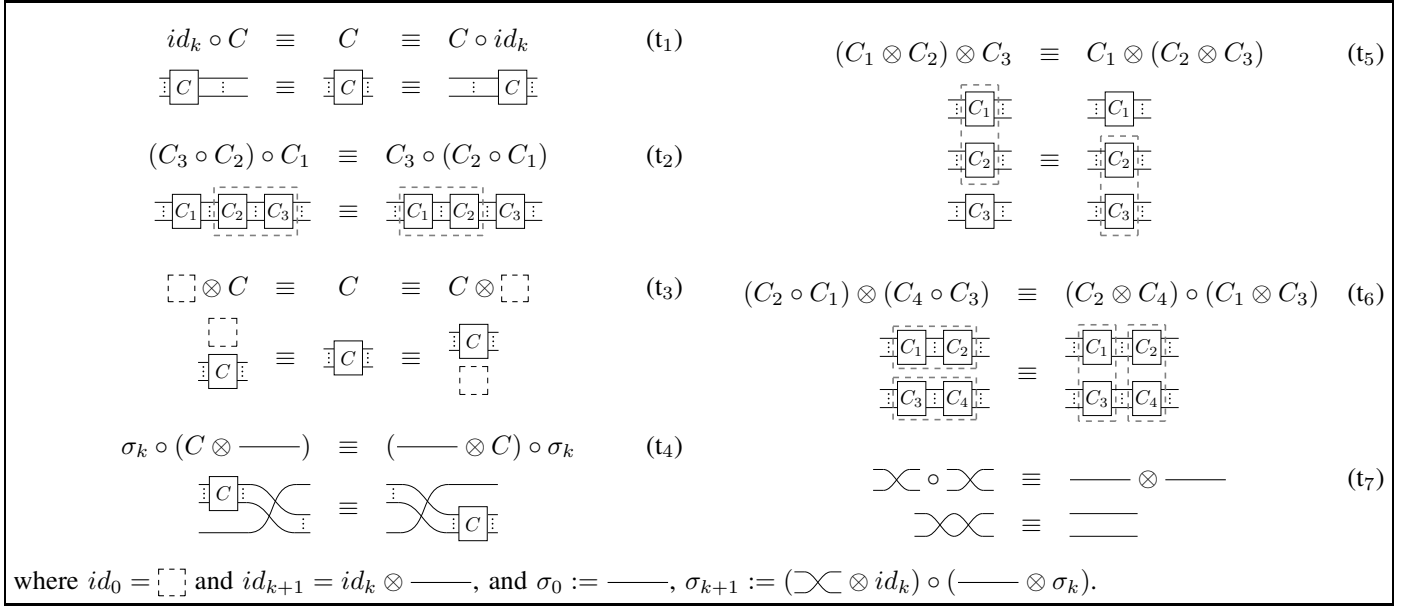 id_k ∘ C ≡ C ≡ C ∘ id_k (t₁)
C ≡ C ≡ C
(C₃ ∘ C₂) ∘ C₁ ≡ C₃ ∘ (C₂ ∘ C₁) (t₂)
C₁ C₂ C₃ ≡ C₁ C₂ C₃
⊗ C ≡ C ≡ C ⊗ (t₃)
C ≡ C ≡ C
σ_k ∘ (C ⊗ ——) ≡ (—— ⊗ C) ∘ σ_k (t₄)
C ≡ C
(C₁ ⊗ C₂) ⊗ C₃ ≡ C₁ ⊗ (C₂ ⊗ C₃) (t₅)
C₁ C₁
C₂ ≡ C₂
C₃ C₃
(C₂ ∘ C₁) ⊗ (C₄ ∘ C₃) ≡ (C₂ ⊗ C₄) ∘ (C₁ ⊗ C₃) (t₆)
C₁ C₂ C₁ C₂
≡
C₃ C₄ C₃ C₄
∘ ≡ —— ⊗ —— (t₇)
≡
where id₀ = and id_{k+1} = id_k ⊗ ——, and σ₀ := ——, σ_{k+1} := ( ⊗ id_k) ∘ (—— ⊗ σ_k).